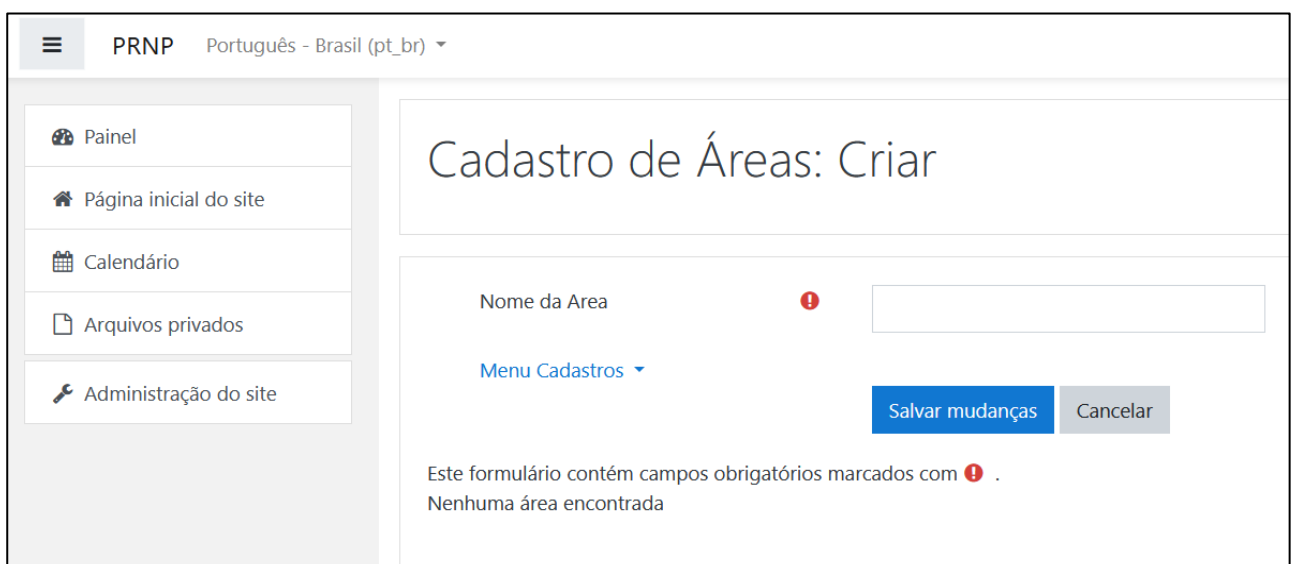 PRNP Português - Brasil (pt_br)
Painel
Página inicial do site
Calendário
Arquivos privados
Administração do site
Cadastro de Áreas: Criar
Nome da Area
Menu Cadastros
Salvar mudanças Cancelar
Este formulário contém campos obrigatórios marcados com .
Nenhuma área encontrada